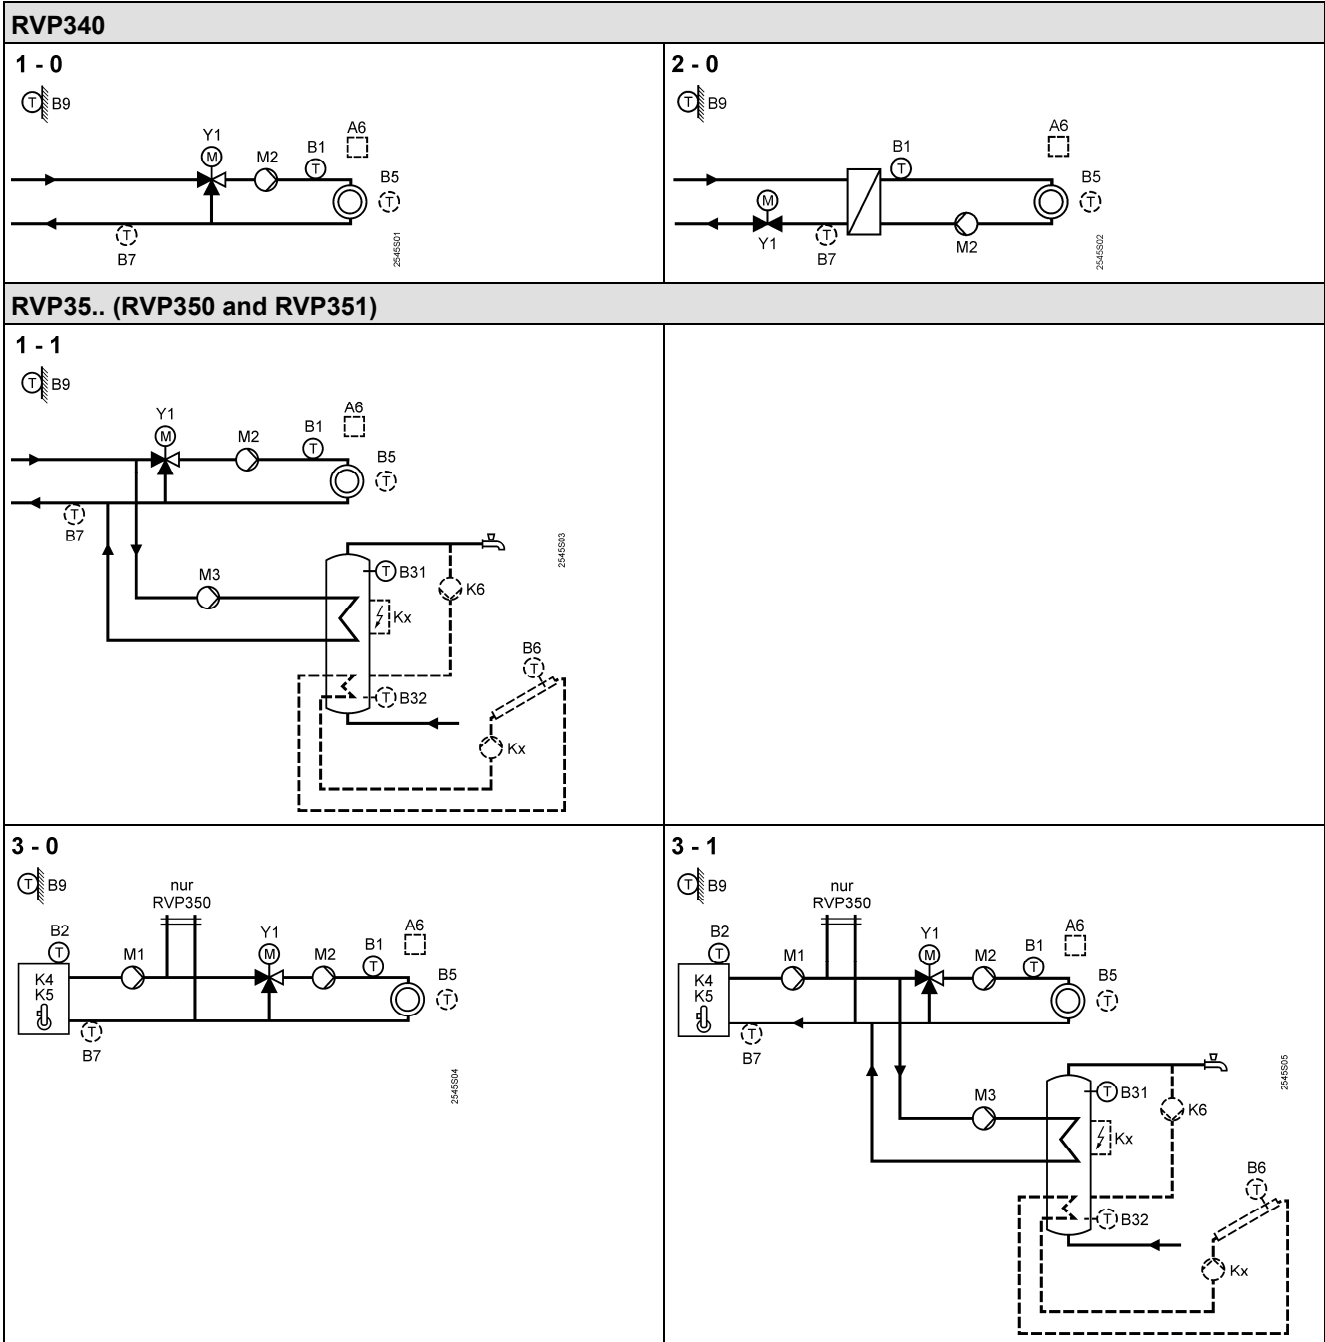 RVP340
1 - 0
T B9
Y1
M
M2
B1
T
A6
B5
T
T
B7
2545S01
2 - 0
T B9
B1
T
A6
B5
T
M
Y1
T
B7
M2
2545S02
RVP35.. (RVP350 and RVP351)
1 - 1
T B9
Y1
M
M2
B1
T
A6
B5
T
T
B7
2545S03
M3
T B31
K6
Kx
B6
T
T B32
Kx
3 - 0
T B9
nur
RVP350
B2
T
M1
Y1
M
M2
B1
T
A6
B5
T
K4
K5
T
B7
2545S04
3 - 1
T B9
nur
RVP350
B2
T
M1
Y1
M
M2
B1
T
A6
B5
T
K4
K5
T
B7
2545S05
M3
T B31
K6
Kx
B6
T
T B32
Kx